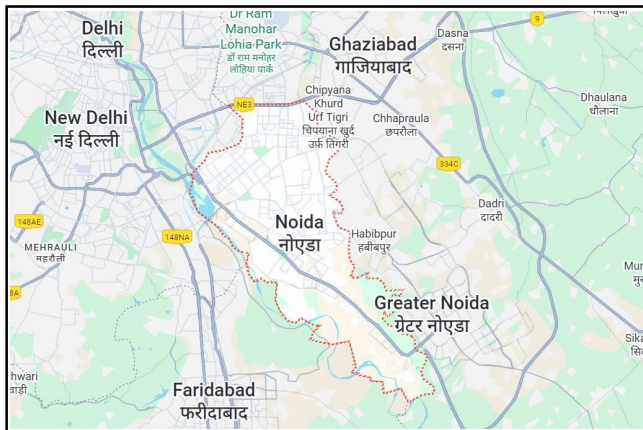 Delhi
दिल्ली
Dr Ram
Manohar
Lohia Park
डॉ राम मनोहर
लोहिया पार्क
Ghaziabad
गाजियाबाद
9
Dasna
दासना
Dhaulana
धौलाना
NE3
Chipyana
Khurd
Urf Tigri
चिपयाना खुर्द
उर्फ़ तिगरी
New Delhi
नई दिल्ली
Chhapraula
छपरौला
334C
Dadri
दादरी
148AE
148NA
MEHRAULI
महरौली
Noida
नोएडा
Habibpur
हबीबपुर
8A
Greater Noida
ग्रेटर नोएडा
Faridabad
फरीदाबाद